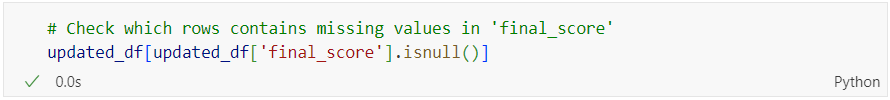 # Check which rows contains missing values in 'final_score'
updated_df[updated_df['final_score'].isnull()]
0.0s
Python